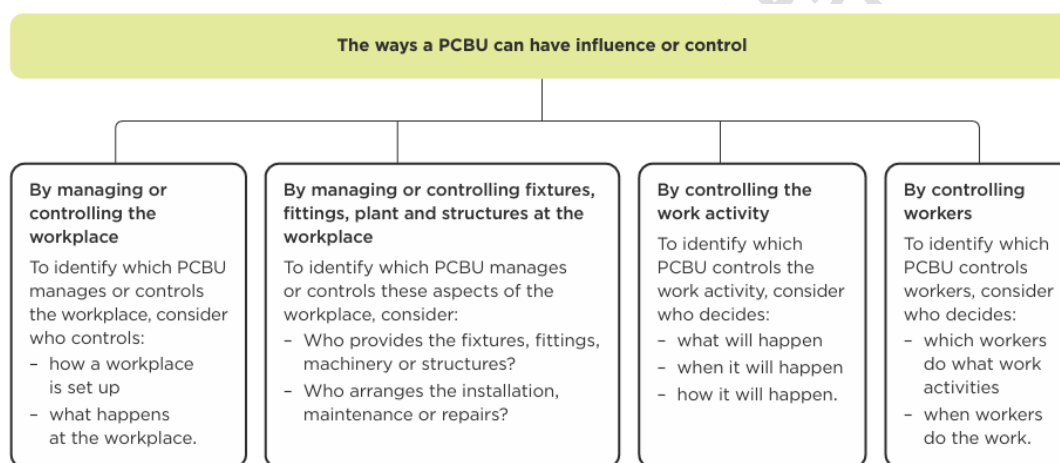 The ways a PCBU can have influence or control
By managing or
controlling the
workplace
To identify which PCBU
manages or controls
the workplace, consider
who controls:
– how a workplace
is set up
– what happens
at the workplace.
By managing or controlling fixtures,
fittings, plant and structures at the
workplace
To identify which PCBU manages
or controls these aspects of the
workplace, consider:
– Who provides the fixtures, fittings,
machinery or structures?
– Who arranges the installation,
maintenance or repairs?
By controlling the
work activity
To identify which
PCBU controls the
work activity, consider
who decides:
– what will happen
– when it will happen
– how it will happen.
By controlling
workers
To identify which
PCBU controls
workers, consider
who decides:
– which workers
do what work
activities
– when workers
do the work.